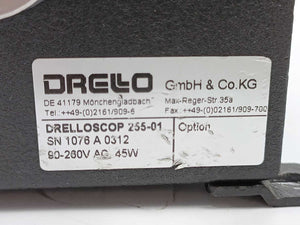 DRELLO GmbH & Co.KG
DE 41179 Mönchengladbach Max-Reger-Str.35a
Tel.:++49-(0)2161/909-6 Fax.:++49-(0)2161/909-700
DRELLOSCOP 255-01 Option
SN 1076 A 0312
90-260V AC 45W